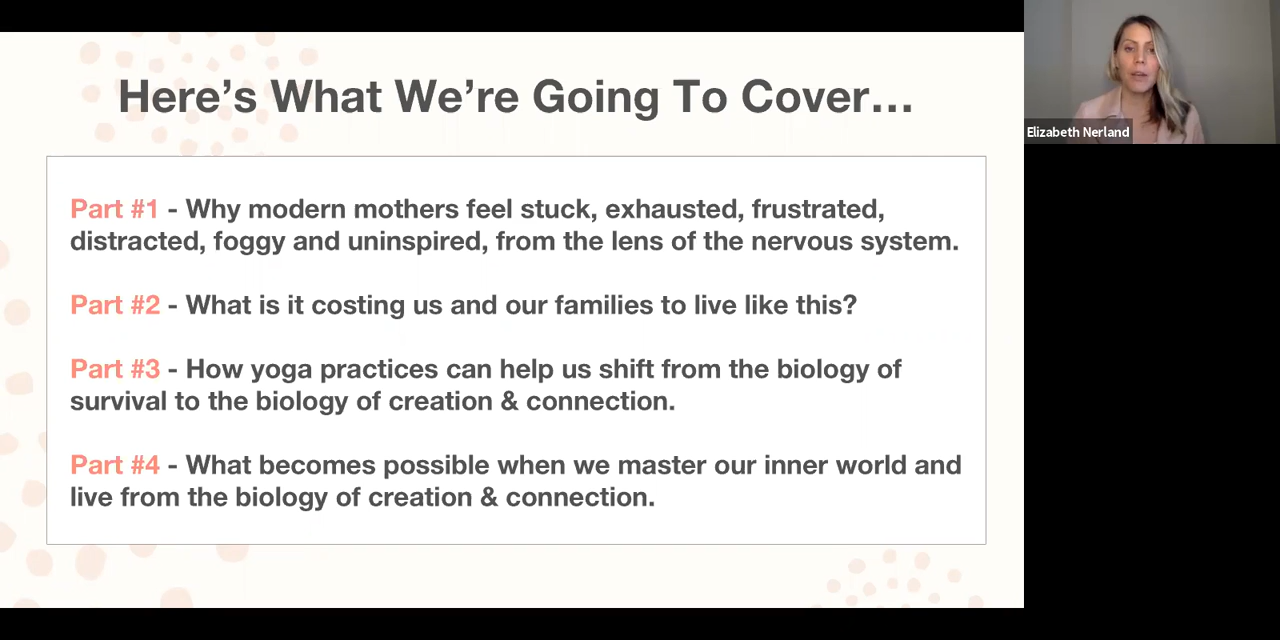 Here’s What We’re Going To Cover…
Part #1 - Why modern mothers feel stuck, exhausted, frustrated,
distracted, foggy and uninspired, from the lens of the nervous system.
Part #2 - What is it costing us and our families to live like this?
Part #3 - How yoga practices can help us shift from the biology of
survival to the biology of creation & connection.
Part #4 - What becomes possible when we master our inner world and
live from the biology of creation & connection.
Elizabeth Nerland